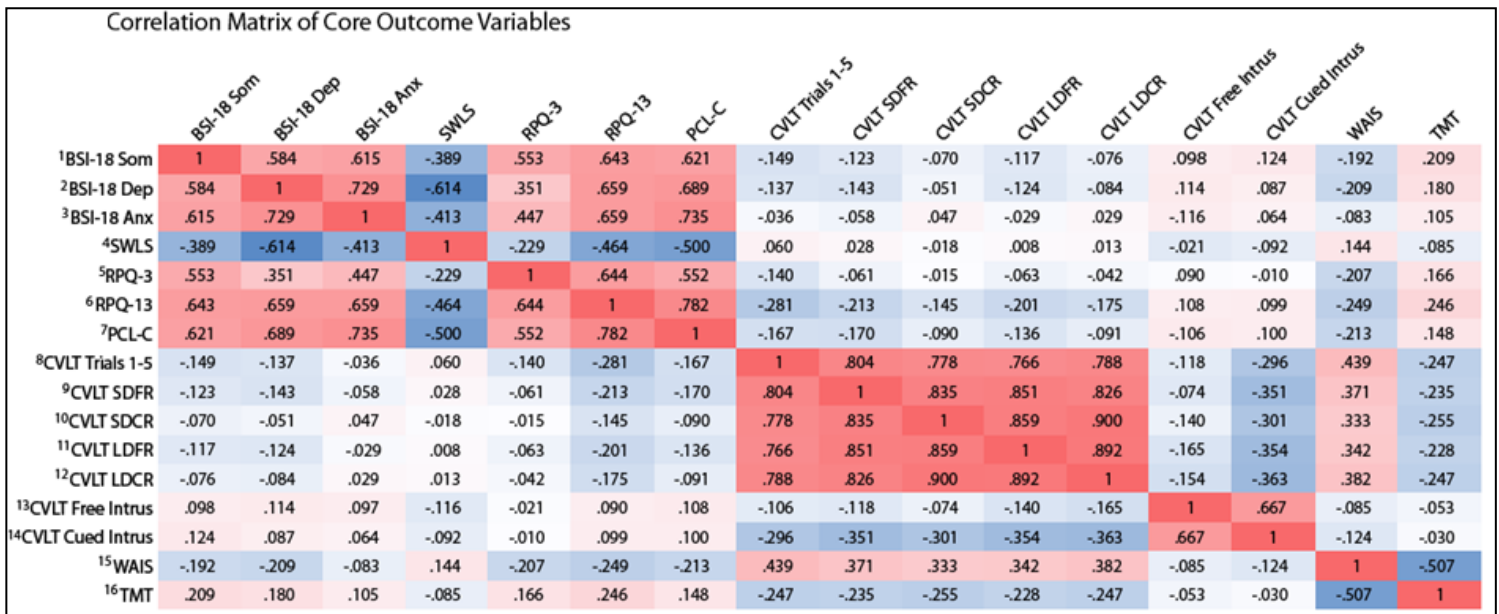 Correlation Matrix of Core Outcome Variables
BSI-18 Som BSI-18 Dep BSI-18 Anx SWLS RPQ-3 RPQ-13 PCL-C CVLT Trials 1-5 CVLT SDFR CVLT SDCR CVLT LDFR CVLT LDCR CVLT Free Intrus CVLT Cued Intrus WAIS TMT
1BSI-18 Som 1 .584 .615 -.389 .553 .643 .621 -.149 -.123 -.070 -.117 -.076 .098 .124 -.192 .209
2BSI-18 Dep .584 1 .729 -.614 .351 .659 .689 -.137 -.143 -.051 -.124 -.084 .114 .087 -.209 .180
3BSI-18 Anx .615 .729 1 -.413 .447 .659 .735 -.036 -.058 .047 -.029 .029 -.116 .064 -.083 .105
4SWLS -.389 -.614 -.413 1 -.229 -.464 -.500 .060 .028 -.018 .008 .013 -.021 -.092 .144 -.085
5RPQ-3 .553 .351 .447 -.229 1 .644 .552 -.140 -.061 -.015 -.063 -.042 .090 -.010 -.207 .166
6RPQ-13 .643 .659 .659 -.464 .644 1 .782 -.281 -.213 -.145 -.201 -.175 .108 .099 -.249 .246
7PCL-C .621 .689 .735 -.500 .552 .782 1 -.167 -.170 -.090 -.136 -.091 -.106 .100 -.213 .148
8CVLT Trials 1-5 -.149 -.137 -.036 .060 -.140 -.281 -.167 1 .804 .778 .766 .788 -.118 -.296 .439 -.247
9CVLT SDFR -.123 -.143 -.058 .028 -.061 -.213 -.170 .804 1 .835 .851 .826 -.074 -.351 .371 -.235
10CVLT SDCR -.070 -.051 .047 -.018 -.015 -.145 -.090 .778 .835 1 .859 .900 -.140 -.301 .333 -.255
11CVLT LDFR -.117 -.124 -.029 .008 -.063 -.201 -.136 .766 .851 .859 1 .892 -.165 -.354 .342 -.228
12CVLT LDCR -.076 -.084 .029 .013 -.042 -.175 -.091 .788 .826 .900 .892 1 -.154 -.363 .382 -.247
13CVLT Free Intrus .098 .114 .097 -.116 -.021 .090 .108 -.106 -.118 -.074 -.140 -.165 1 .667 -.085 -.053
14CVLT Cued Intrus .124 .087 .064 -.092 -.010 .099 .100 -.296 -.351 -.301 -.354 -.363 .667 1 -.124 -.030
15WAIS -.192 -.209 -.083 .144 -.207 -.249 -.213 .439 .371 .333 .342 .382 -.085 -.124 1 -.507
16TMT .209 .180 .105 -.085 .166 .246 .148 -.247 -.235 -.255 -.228 -.247 -.053 -.030 -.507 1